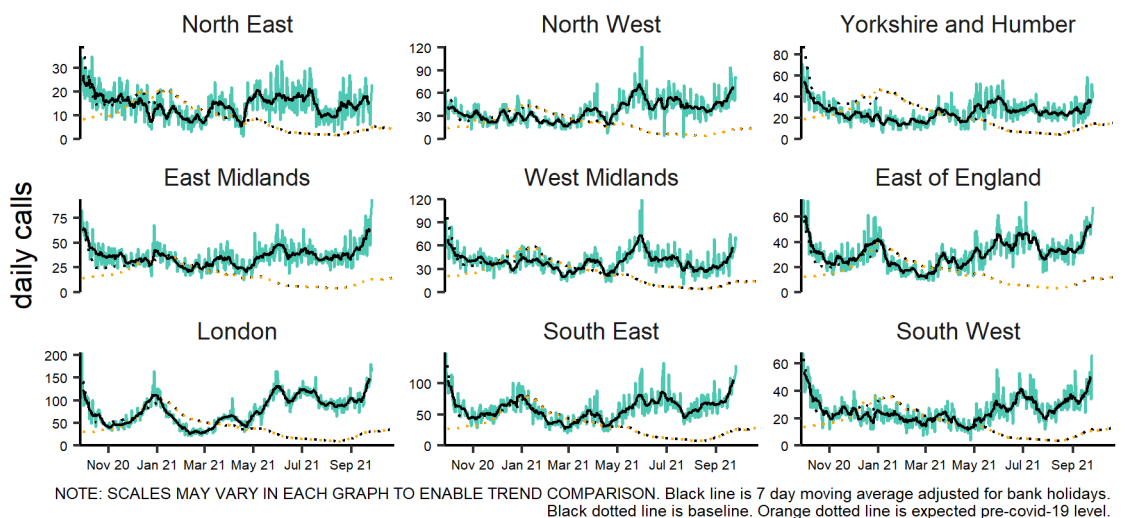 North East
North West
Yorkshire and Humber
30
20
10
0
120
90
60
30
0
80
60
40
20
0
East Midlands
West Midlands
East of England
daily calls
75
50
25
0
120
90
60
30
0
60
40
20
0
London
South East
South West
200
150
100
50
0
100
50
0
60
40
20
0
Nov 20 Jan 21 Mar 21 May 21 Jul 21 Sep 21
Nov 20 Jan 21 Mar 21 May 21 Jul 21 Sep 21
Nov 20 Jan 21 Mar 21 May 21 Jul 21 Sep 21
NOTE: SCALES MAY VARY IN EACH GRAPH TO ENABLE TREND COMPARISON. Black line is 7 day moving average adjusted for bank holidays.
Black dotted line is baseline. Orange dotted line is expected pre-covid-19 level.